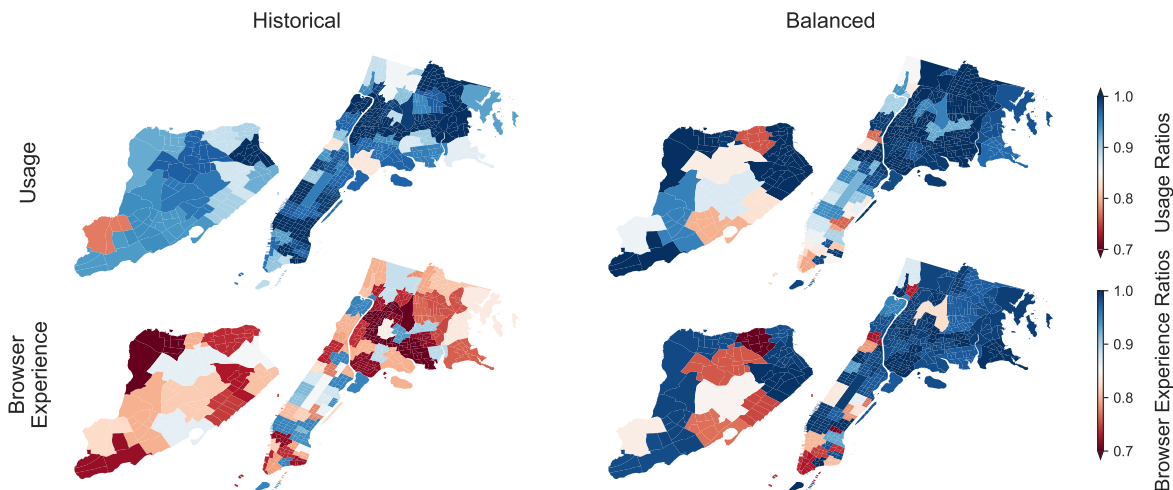 Historical
Balanced
Usage
1.0
0.9
0.8
0.7
Usage Ratios
Browser
Experience
1.0
0.9
0.8
0.7
Browser Experience Ratios